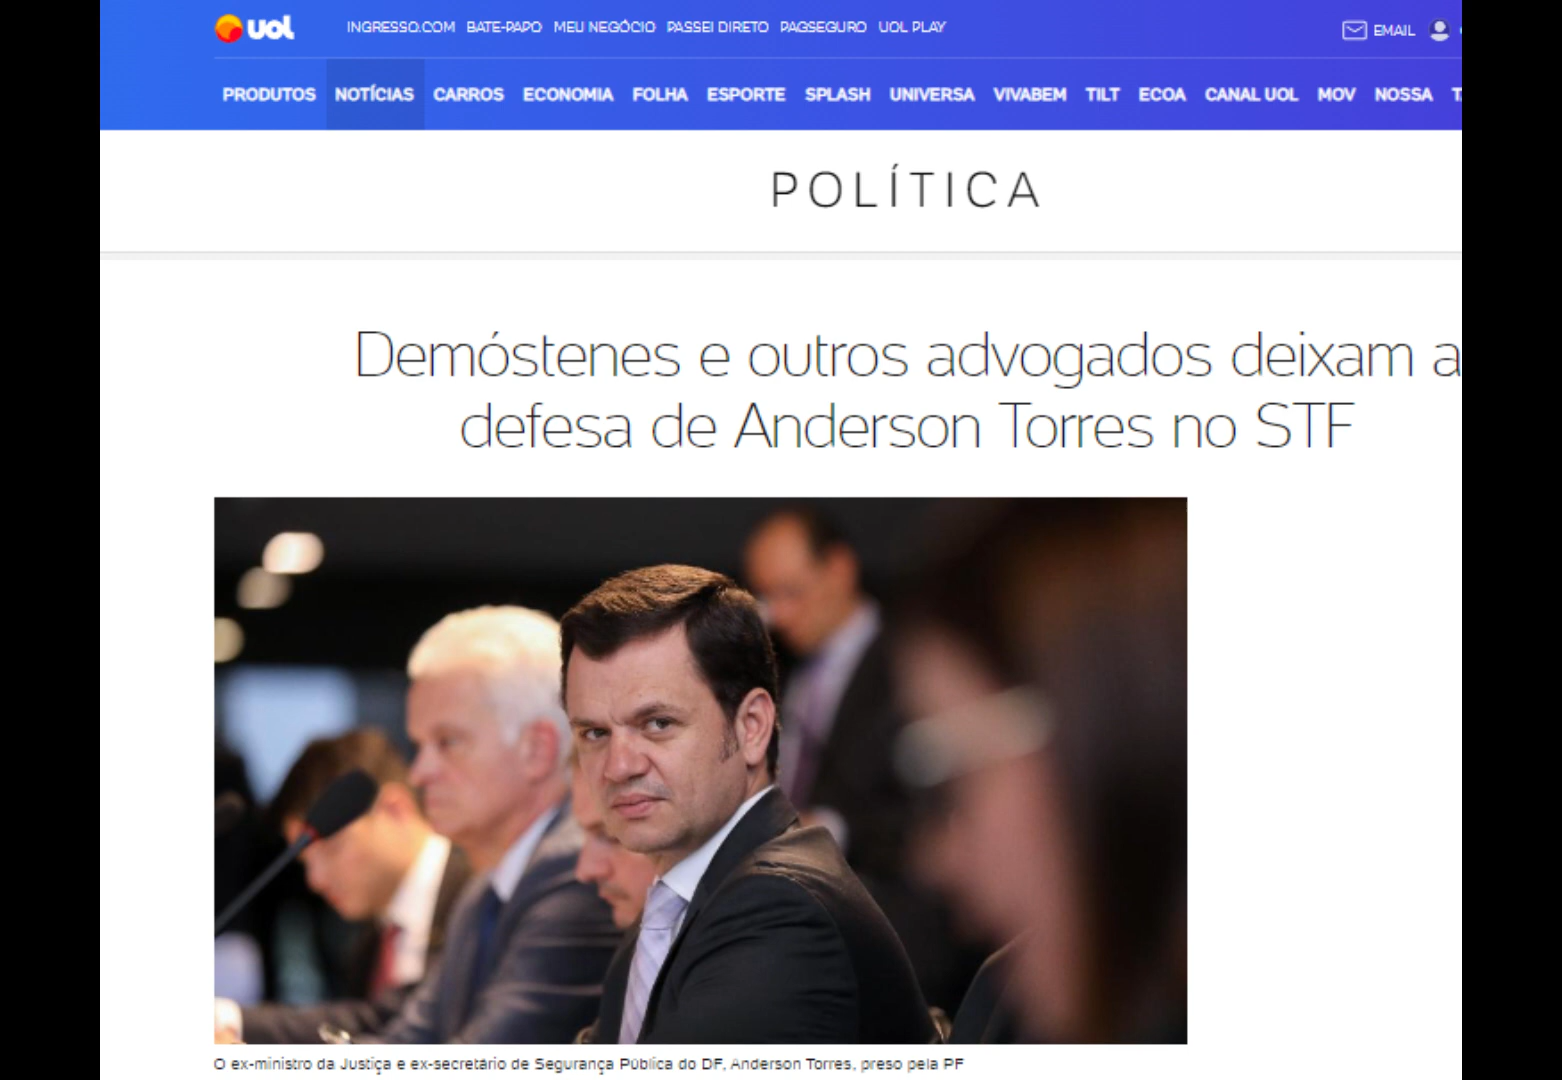 uol INGRESSO.COM BATE-PAPO MEU NEGÓCIO PASSEI DIRETO PAGSEGURO UOL PLAY EMAIL
PRODUTOS NOTÍCIAS CARROS ECONOMIA FOLHA ESPORTE SPLASH UNIVERSA VIVABEM TILT ECOA CANAL UOL MOV NOSSA
POLÍTICA
Demóstenes e outros advogados deixam a
defesa de Anderson Torres no STF
O ex-ministro da Justiça e ex-secretário de Segurança Pública do DF, Anderson Torres, preso pela PF